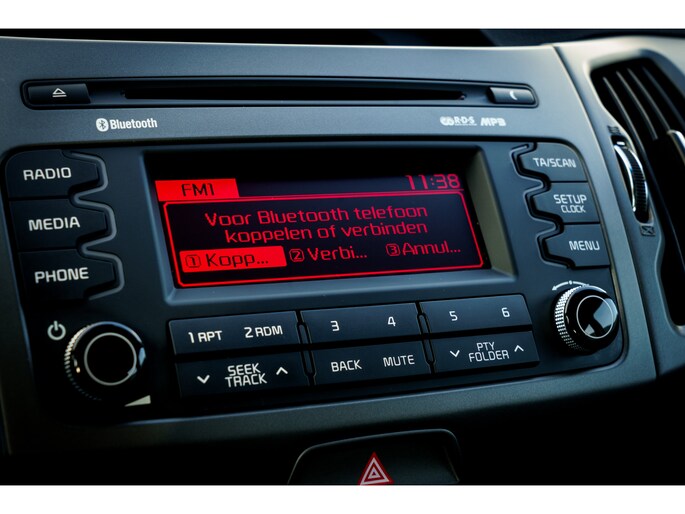 Bluetooth
R·D·S MP3
RADIO
MEDIA
PHONE
FM1
11:38
Voor Bluetooth telefoon
koppelen of verbinden
1 Kopp... 2 Verbi... 3 Annul...
TA/SCAN
SETUP
CLOCK
MENU
1 RPT 2 RDM
3 4
5 6
SEEK
TRACK
BACK MUTE
PTY
FOLDER